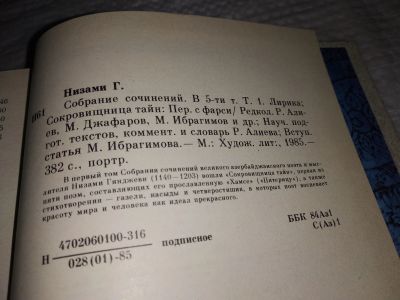 Низами Г.
Н61
Собрание сочинений. В 5-ти т. Т. 1. Лирика;
Сокровищница тайн: Пер. с фарси/ Редкол. Р. Али-
ев, М. Джафаров, М. Ибрагимов и др.; Науч. под-
гот. текстов, коммент. и словарь Р. Алиева; Вступ.
статья М. Ибрагимова.— М.: Худож. лит., 1985.—
382 с., портр.
В первый том Собрания сочинений великого азербайджанского поэта и мыс-
лителя Низами Гянджеви (1140—1203) вошли «Сокровищница тайн», первая из
пяти поэм, составляющих его прославленную «Хамсе» («Пятерицу»), а также
стихотворения — газели, касыды и четверостишия, в которых поэт воспевает
красоту мира и человека как идеал прекрасного.
Н 4702060100-316 подписное
028 (01)-85
ББК 84Аз1
С(Аз)1